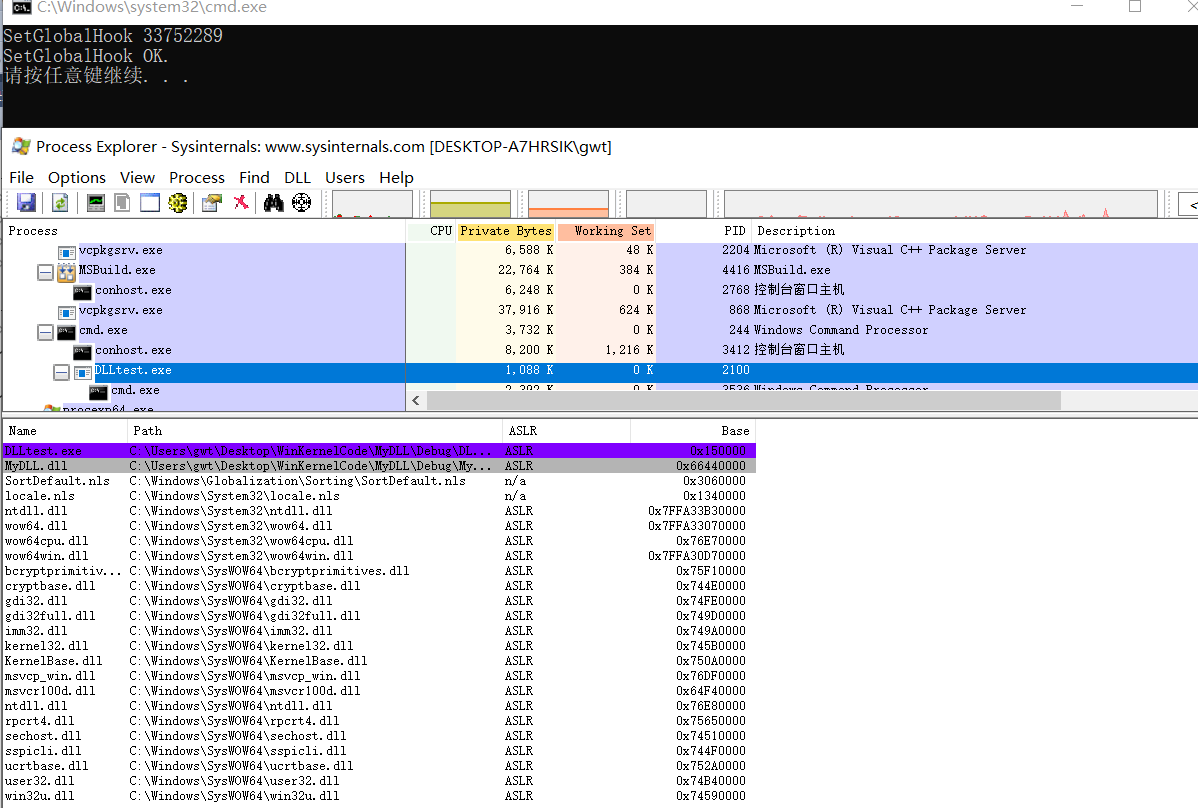 C:\Windows\system32\cmd.exe
SetGlobalHook 33752289
SetGlobalHook OK.
请按任意键继续. . .
Process Explorer - Sysinternals: www.sysinternals.com [DESKTOP-A7HRSIK\gwt]
File Options View Process Find DLL Users Help
Process CPU Private Bytes Working Set PID Description
vcpkgsrv.exe 6,588 K 48 K 2204 Microsoft (R) Visual C++ Package Server
MSBuild.exe 22,764 K 384 K 4416 MSBuild.exe
conhost.exe 6,248 K 0 K 2768 控制台窗口主机
vcpkgsrv.exe 37,916 K 624 K 868 Microsoft (R) Visual C++ Package Server
cmd.exe 3,732 K 0 K 244 Windows Command Processor
conhost.exe 8,200 K 1,216 K 3412 控制台窗口主机
DLLtest.exe 1,088 K 0 K 2100
cmd.exe 2,392 K 0 K 3536 Windows Command Processor
procexp64.exe
Name Path ASLR Base
DLLtest.exe C:\Users\gwt\Desktop\WinKernelCode\MyDLL\Debug\DL... ASLR 0x150000
MyDLL.dll C:\Users\gwt\Desktop\WinKernelCode\MyDLL\Debug\My... ASLR 0x66440000
SortDefault.nls C:\Windows\Globalization\Sorting\SortDefault.nls n/a 0x3060000
locale.nls C:\Windows\System32\locale.nls n/a 0x1340000
ntdll.dll C:\Windows\System32\ntdll.dll ASLR 0x7FFA33B30000
wow64.dll C:\Windows\System32\wow64.dll ASLR 0x7FFA33070000
wow64cpu.dll C:\Windows\System32\wow64cpu.dll ASLR 0x76E70000
wow64win.dll C:\Windows\System32\wow64win.dll ASLR 0x7FFA30D70000
bcryptprimitiv... C:\Windows\SysWOW64\bcryptprimitives.dll ASLR 0x75F10000
cryptbase.dll C:\Windows\SysWOW64\cryptbase.dll ASLR 0x744E0000
gdi32.dll C:\Windows\SysWOW64\gdi32.dll ASLR 0x74FE0000
gdi32full.dll C:\Windows\SysWOW64\gdi32full.dll ASLR 0x749D0000
imm32.dll C:\Windows\SysWOW64\imm32.dll ASLR 0x749A0000
kernel32.dll C:\Windows\SysWOW64\kernel32.dll ASLR 0x745B0000
KernelBase.dll C:\Windows\SysWOW64\KernelBase.dll ASLR 0x750A0000
msvcp_win.dll C:\Windows\SysWOW64\msvcp_win.dll ASLR 0x76DF0000
msvcr100d.dll C:\Windows\SysWOW64\msvcr100d.dll ASLR 0x64F40000
ntdll.dll C:\Windows\SysWOW64\ntdll.dll ASLR 0x76E80000
rpcrt4.dll C:\Windows\SysWOW64\rpcrt4.dll ASLR 0x75650000
sechost.dll C:\Windows\SysWOW64\sechost.dll ASLR 0x74510000
sspicli.dll C:\Windows\SysWOW64\sspicli.dll ASLR 0x744F0000
ucrtbase.dll C:\Windows\SysWOW64\ucrtbase.dll ASLR 0x752A0000
user32.dll C:\Windows\SysWOW64\user32.dll ASLR 0x74B40000
win32u.dll C:\Windows\SysWOW64\win32u.dll ASLR 0x74590000